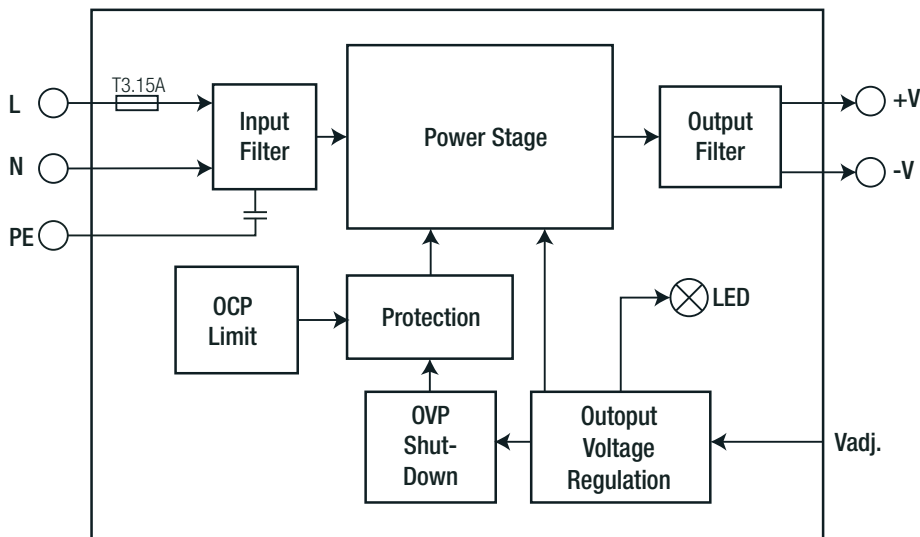 L
T3.15A
N
PE
Input
Filter
Power Stage
Output
Filter
+V
-V
OCP
Limit
Protection
LED
OVP
Shut-
Down
Outoput
Voltage
Regulation
Vadj.